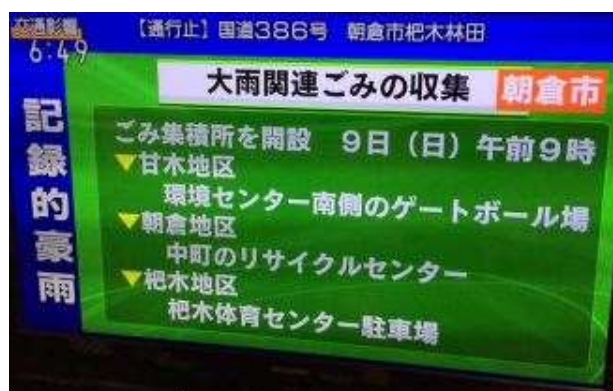 交通影響
【通行止】国道386号 朝倉市杷木林田
6:49
大雨関連ごみの収集 朝倉市
記録的豪雨
ごみ集積所を開設 9日(日)午前9時
▼甘木地区
環境センター南側のゲートボール場
▼朝倉地区
中町のリサイクルセンター
▼杷木地区
杷木体育センター駐車場